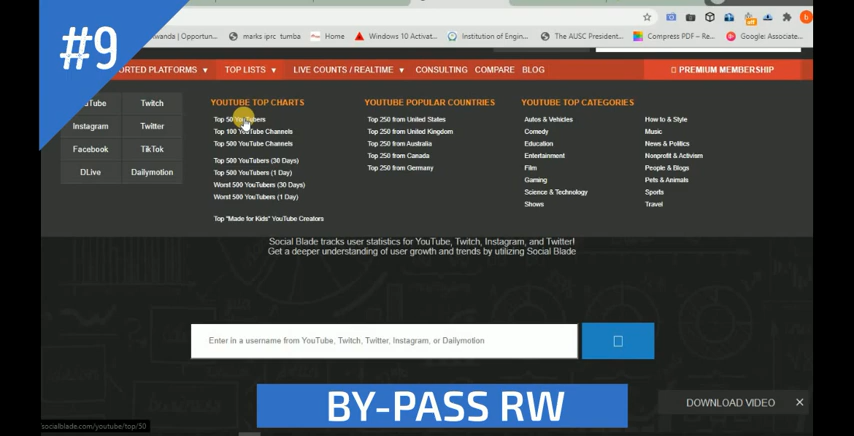 #9
wanda | Opportun...
marks iprc tumba
Home
Windows 10 Activat...
Institution of Engin...
The AUSC President...
Compress PDF – Re...
Google: Associate...
ORTED PLATFORMS
TOP LISTS
LIVE COUNTS / REALTIME
CONSULTING
COMPARE
BLOG
PREMIUM MEMBERSHIP
uTube
Twitch
Instagram
Twitter
Facebook
TikTok
DLive
Dailymotion
YOUTUBE TOP CHARTS
Top 50 YouTubers
Top 100 YouTube Channels
Top 500 YouTube Channels
Top 500 YouTubers (30 Days)
Top 500 YouTubers (1 Day)
Worst 500 YouTubers (30 Days)
Worst 500 YouTubers (1 Day)
Top "Made for Kids" YouTube Creators
YOUTUBE POPULAR COUNTRIES
Top 250 from United States
Top 250 from United Kingdom
Top 250 from Australia
Top 250 from Canada
Top 250 from Germany
YOUTUBE TOP CATEGORIES
Autos & Vehicles
Comedy
Education
Entertainment
Film
Gaming
Science & Technology
Shows
How to & Style
Music
News & Politics
Nonprofit & Activism
People & Blogs
Pets & Animals
Sports
Travel
Social Blade tracks user statistics for YouTube, Twitch, Instagram, and Twitter!
Get a deeper understanding of user growth and trends by utilizing Social Blade
Enter in a username from YouTube, Twitch, Twitter, Instagram, or Dailymotion
BY-PASS RW
DOWNLOAD VIDEO
socialblade.com/youtube/top/50